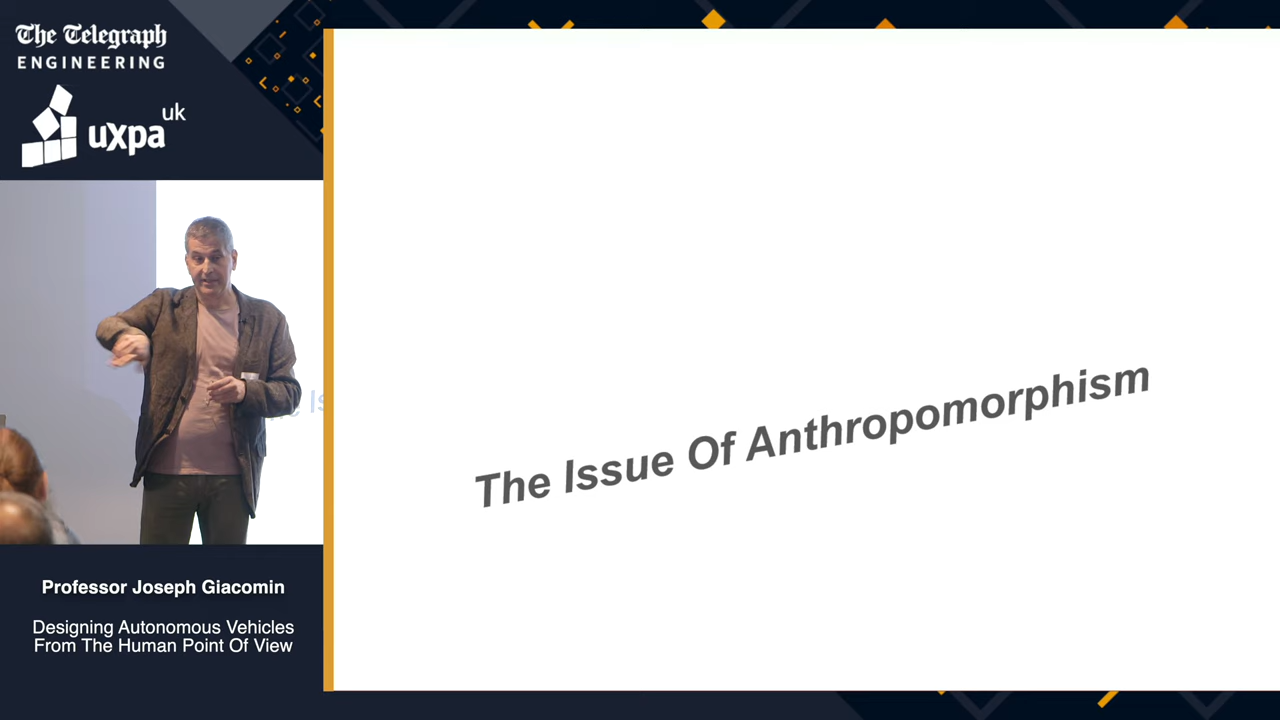 The Telegraph
ENGINEERING
uxpa uk
Professor Joseph Giacomin
Designing Autonomous Vehicles
From The Human Point Of View
The Issue Of Anthropomorphism